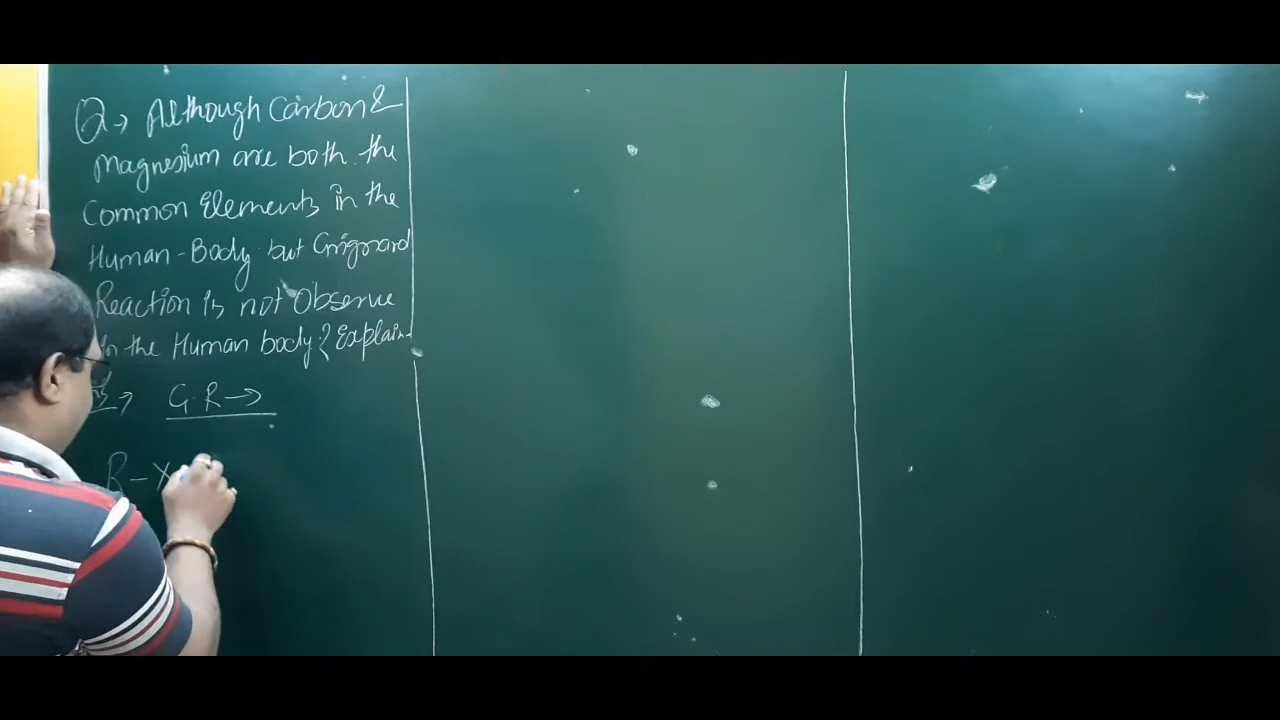 Q→ Although Carbon &
Magnesium are both the
Common Elements in the
Human-Body but Grignard
Reaction is not Observe
In the Human body? Explain
G.R→
R-X